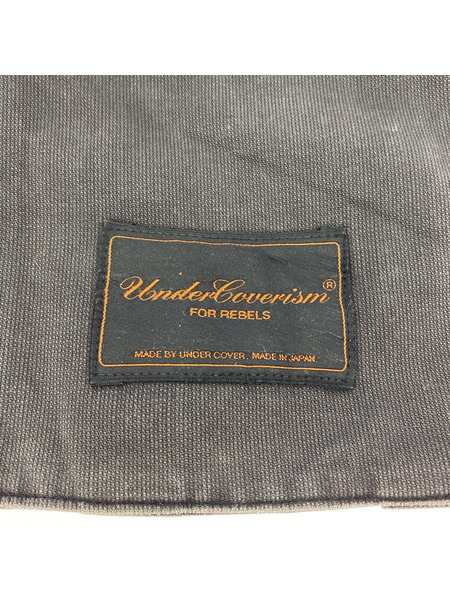 UnderCoverism®
FOR REBELS
MADE BY UNDER COVER. MADE IN JAPAN